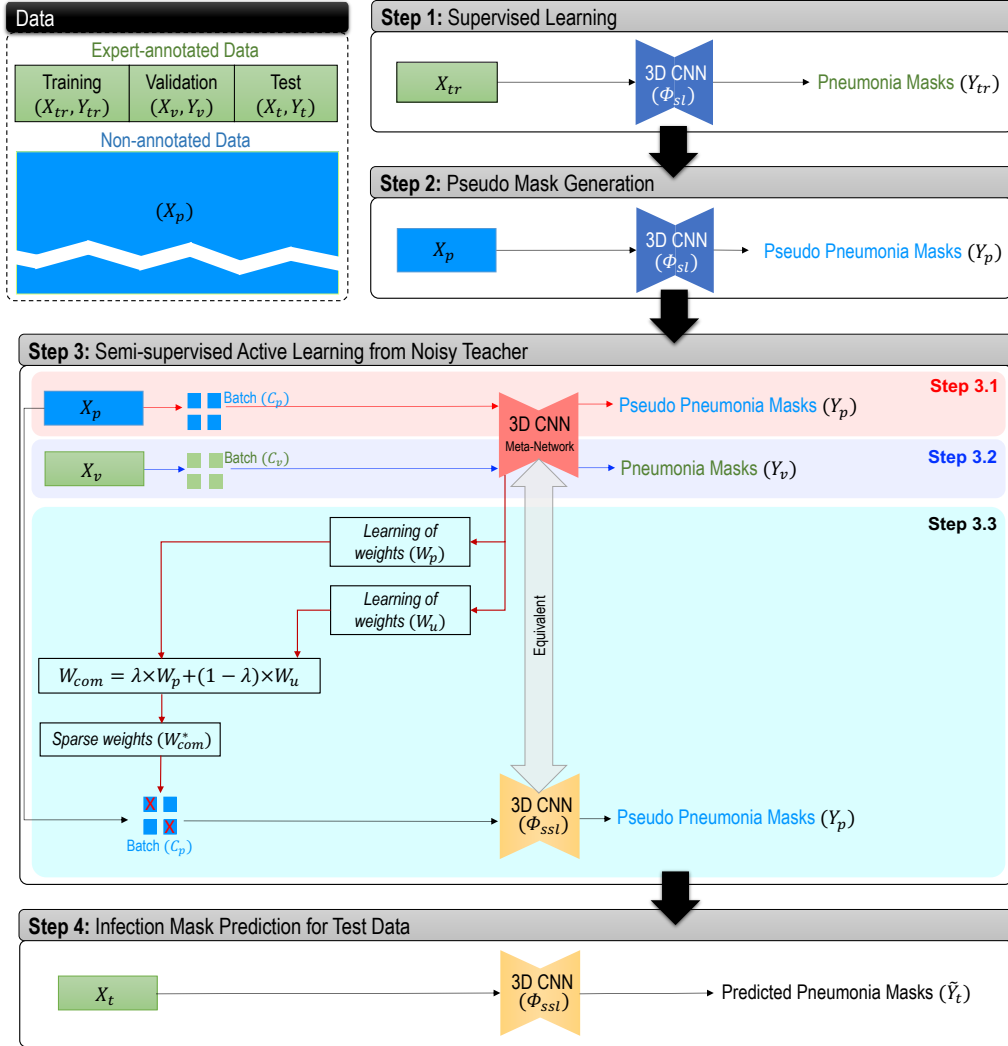 Data
Expert-annotated Data
Training
(X_tr, Y_tr)
Validation
(X_v, Y_v)
Test
(X_t, Y_t)
Non-annotated Data
(X_p)
Step 1: Supervised Learning
X_tr
3D CNN
(Φ_sl)
Pneumonia Masks (Y_tr)
Step 2: Pseudo Mask Generation
X_p
3D CNN
(Φ_sl)
Pseudo Pneumonia Masks (Y_p)
Step 3: Semi-supervised Active Learning from Noisy Teacher
Step 3.1
X_p
Batch (C_p)
3D CNN
Meta-Network
Pseudo Pneumonia Masks (Y_p)
Step 3.2
X_v
Batch (C_v)
Pneumonia Masks (Y_v)
Step 3.3
Learning of
weights (W_p)
Learning of
weights (W_u)
Equivalent
W_com = λ×W_p+(1 − λ)×W_u
Sparse weights (W*_com)
X
X
Batch (C_p)
3D CNN
(Φ_ssl)
Pseudo Pneumonia Masks (Y_p)
Step 4: Infection Mask Prediction for Test Data
X_t
3D CNN
(Φ_ssl)
Predicted Pneumonia Masks (Ỹ_t)